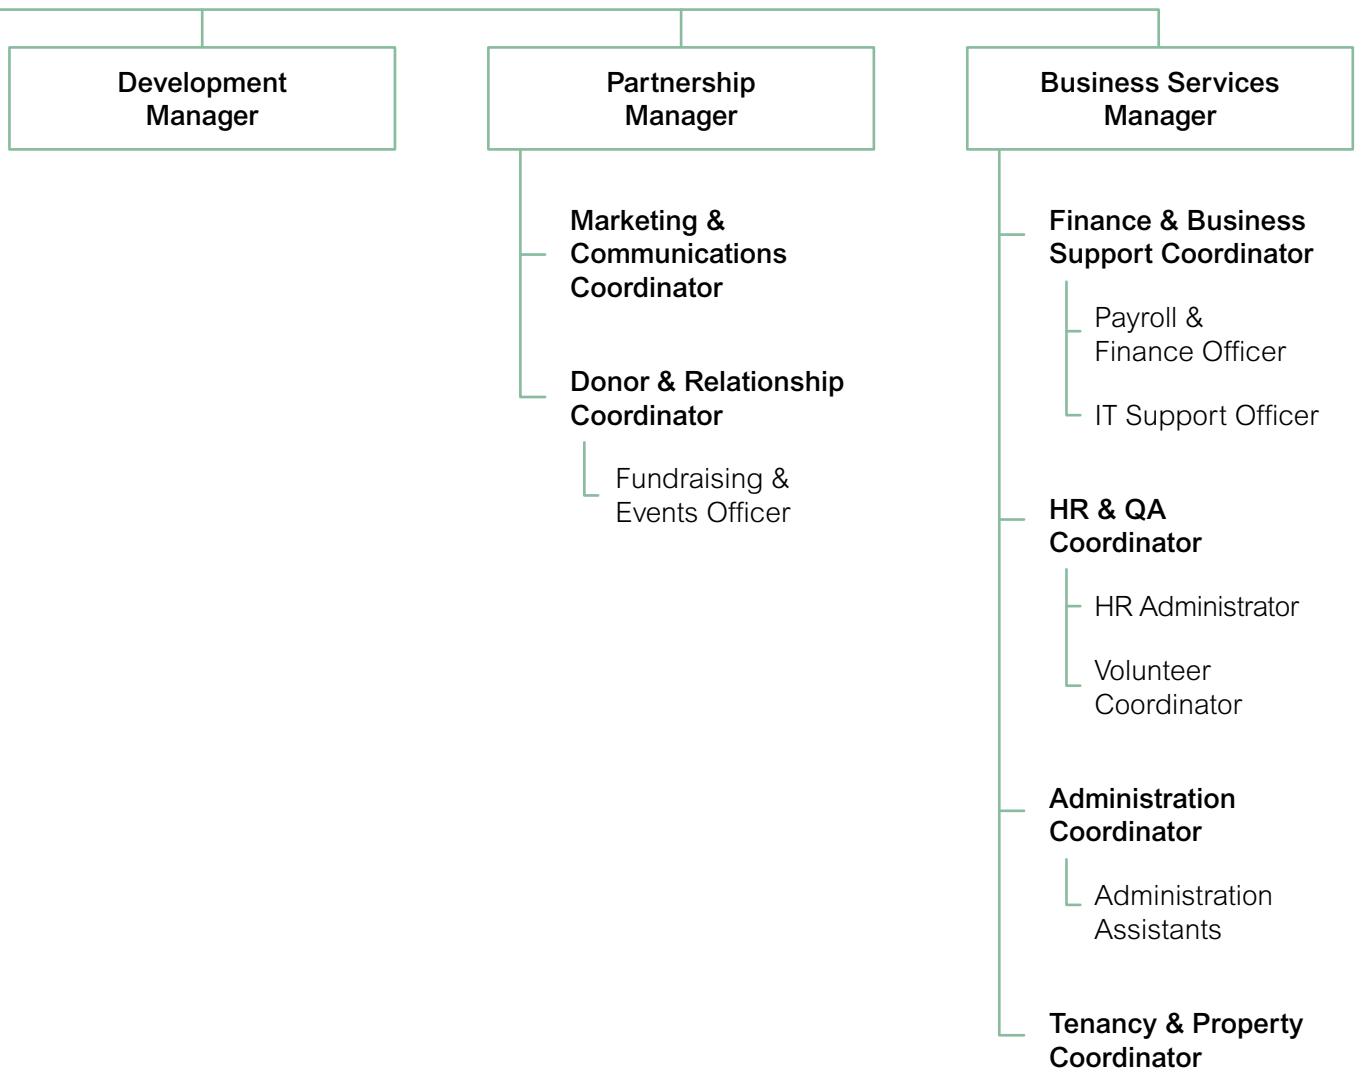 Development
Manager
Partnership
Manager
Marketing &
Communications
Coordinator
Donor & Relationship
Coordinator
Fundraising &
Events Officer
Business Services
Manager
Finance & Business
Support Coordinator
Payroll &
Finance Officer
IT Support Officer
HR & QA
Coordinator
HR Administrator
Volunteer
Coordinator
Administration
Coordinator
Administration
Assistants
Tenancy & Property
Coordinator